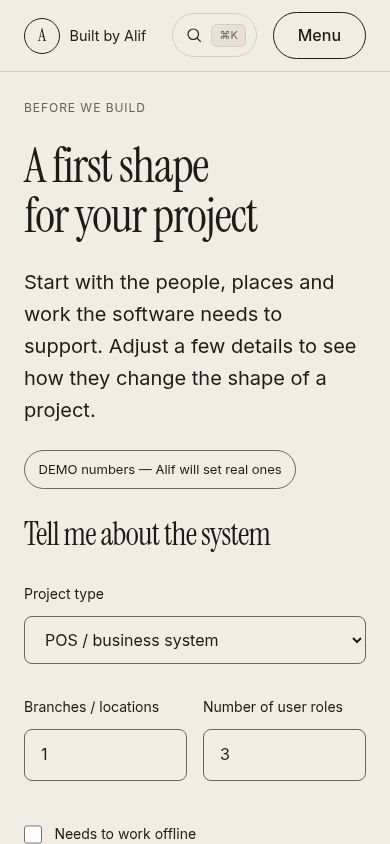 A
Built by Alif
⌘K
Menu
BEFORE WE BUILD
A first shape
for your project
Start with the people, places and
work the software needs to
support. Adjust a few details to see
how they change the shape of a
project.
DEMO numbers — Alif will set real ones
Tell me about the system
Project type
POS / business system
Branches / locations
Number of user roles
1
3
Needs to work offline